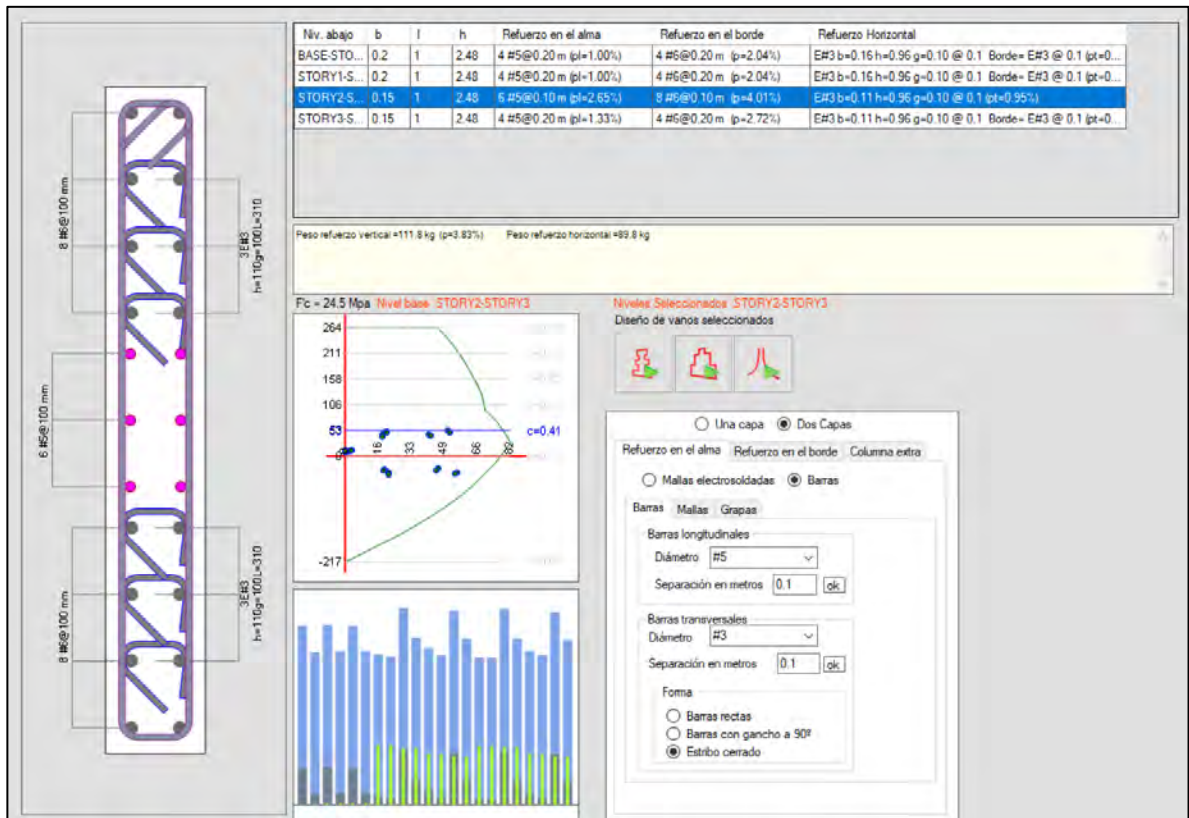 Niv. abajo b l h Refuerzo en el alma Refuerzo en el borde Refuerzo Horizontal
BASE-STO... 0.2 1 2.48 4 #5@0.20 m (pl=1.00%) 4 #6@0.20 m (p=2.04%) E#3 b=0.16 h=0.96 g=0.10 @ 0.1 Borde= E#3 @ 0.1 (pt=0...
STORY1-S... 0.2 1 2.48 4 #5@0.20 m (pl=1.00%) 4 #6@0.20 m (p=2.04%) E#3 b=0.16 h=0.96 g=0.10 @ 0.1 Borde= E#3 @ 0.1 (pt=0...
STORY2-S... 0.15 1 2.48 6 #5@0.10 m (pl=2.65%) 8 #6@0.10 m (p=4.01%) E#3 b=0.11 h=0.96 g=0.10 @ 0.1 (pt=0.95%)
STORY3-S... 0.15 1 2.48 4 #5@0.20 m (pl=1.33%) 4 #6@0.20 m (p=2.72%) E#3 b=0.11 h=0.96 g=0.10 @ 0.1 Borde= E#3 @ 0.1 (pt=0...
8 #6@100 mm
3E#3
h=110g=100L=310
6 #5@100 mm
8 #6@100 mm
3E#3
h=110g=100L=310
Peso refuerzo vertical =111.8 kg (p=3.83%) Peso refuerzo horizontal =89.8 kg
F'c = 24.5 Mpa Nivel base STORY2-STORY3
264
211
158
106
53
c=0.41
16 33 49 66 82
-217
Niveles Seleccionados STORY2-STORY3
Diseño de vanos seleccionados
Una capa Dos Capas
Refuerzo en el alma Refuerzo en el borde Columna extra
Mallas electrosoldadas Barras
Barras Mallas Grapas
Barras longitudinales
Diámetro #5
Separación en metros 0.1 ok
Barras transversales
Diámetro #3
Separación en metros 0.1 ok
Forma
Barras rectas
Barras con gancho a 90º
Estribo cerrado